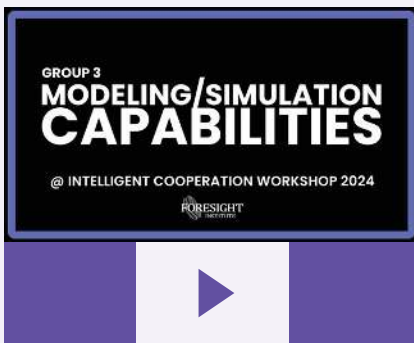 GROUP 3
MODELING/SIMULATION
CAPABILITIES
@ INTELLIGENT COOPERATION WORKSHOP 2024
FORESIGHT
INSTITUTE